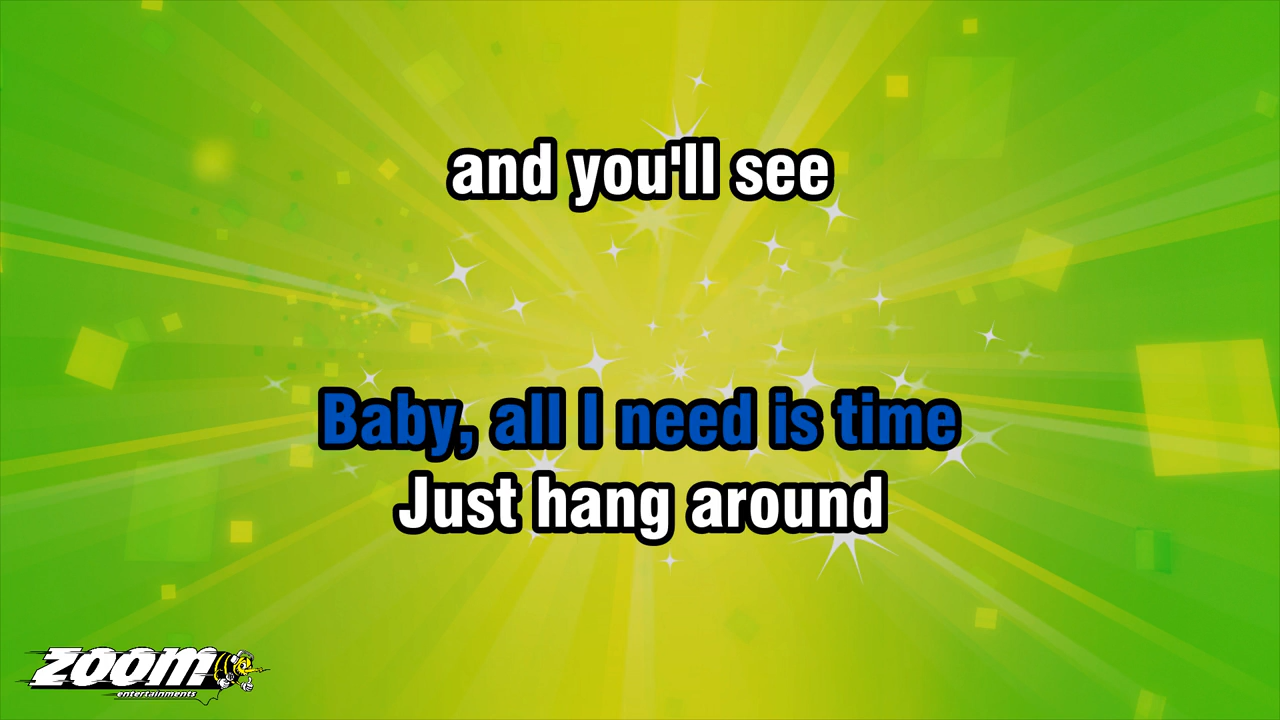 and you'll see
Baby, all I need is time
Just hang around
ZOOM
entertainments